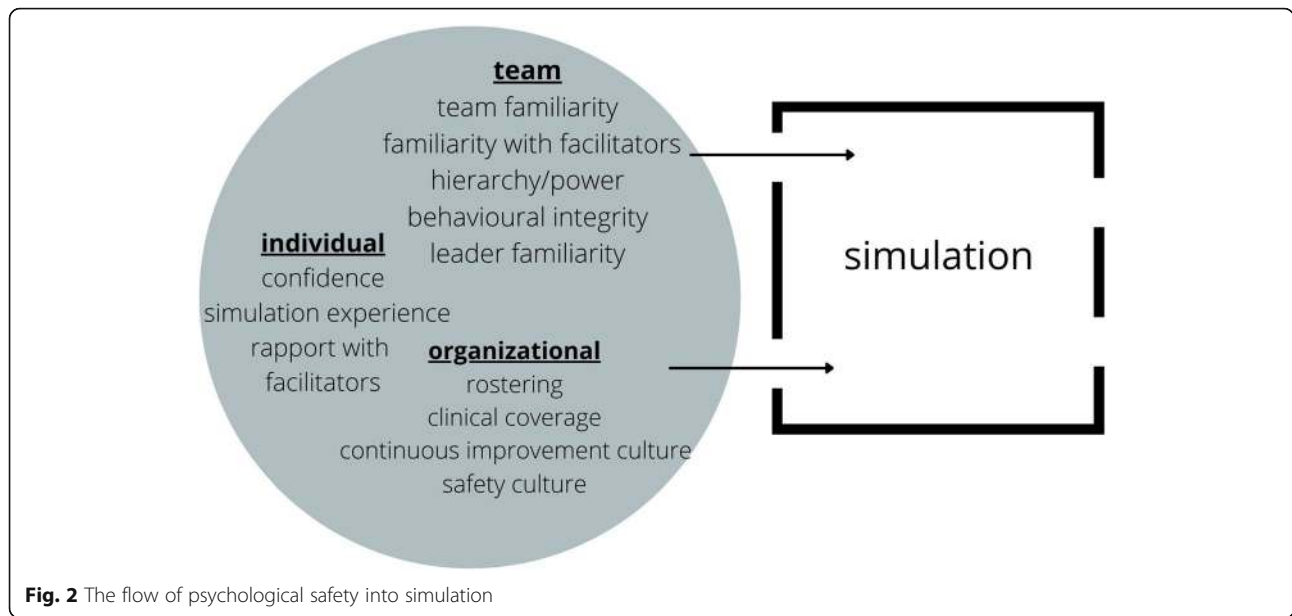 team
team familiarity
familiarity with facilitators
hierarchy/power
behavioural integrity
leader familiarity
individual
confidence
simulation experience
rapport with
facilitators
organizational
rostering
clinical coverage
continuous improvement culture
safety culture
simulation
Fig. 2 The flow of psychological safety into simulation